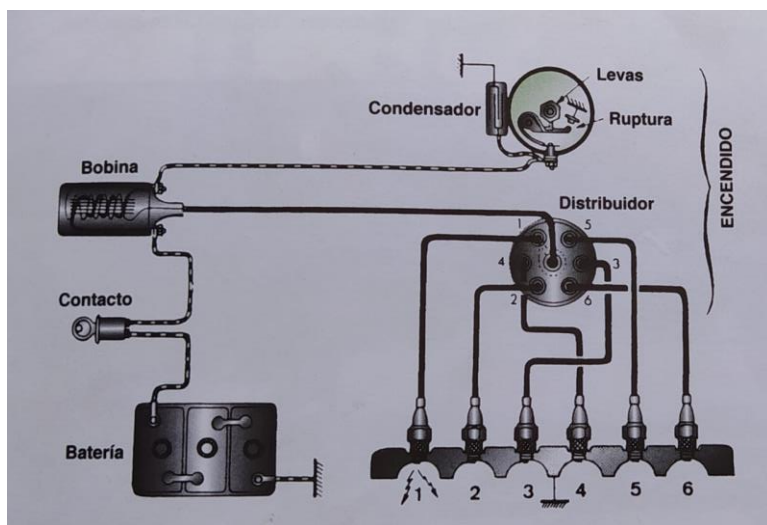 Levas
Condensador
Ruptura
ENCENDIDO
Bobina
Distribuidor
1
5
4
3
2
6
Contacto
Batería
1
2
3
4
5
6